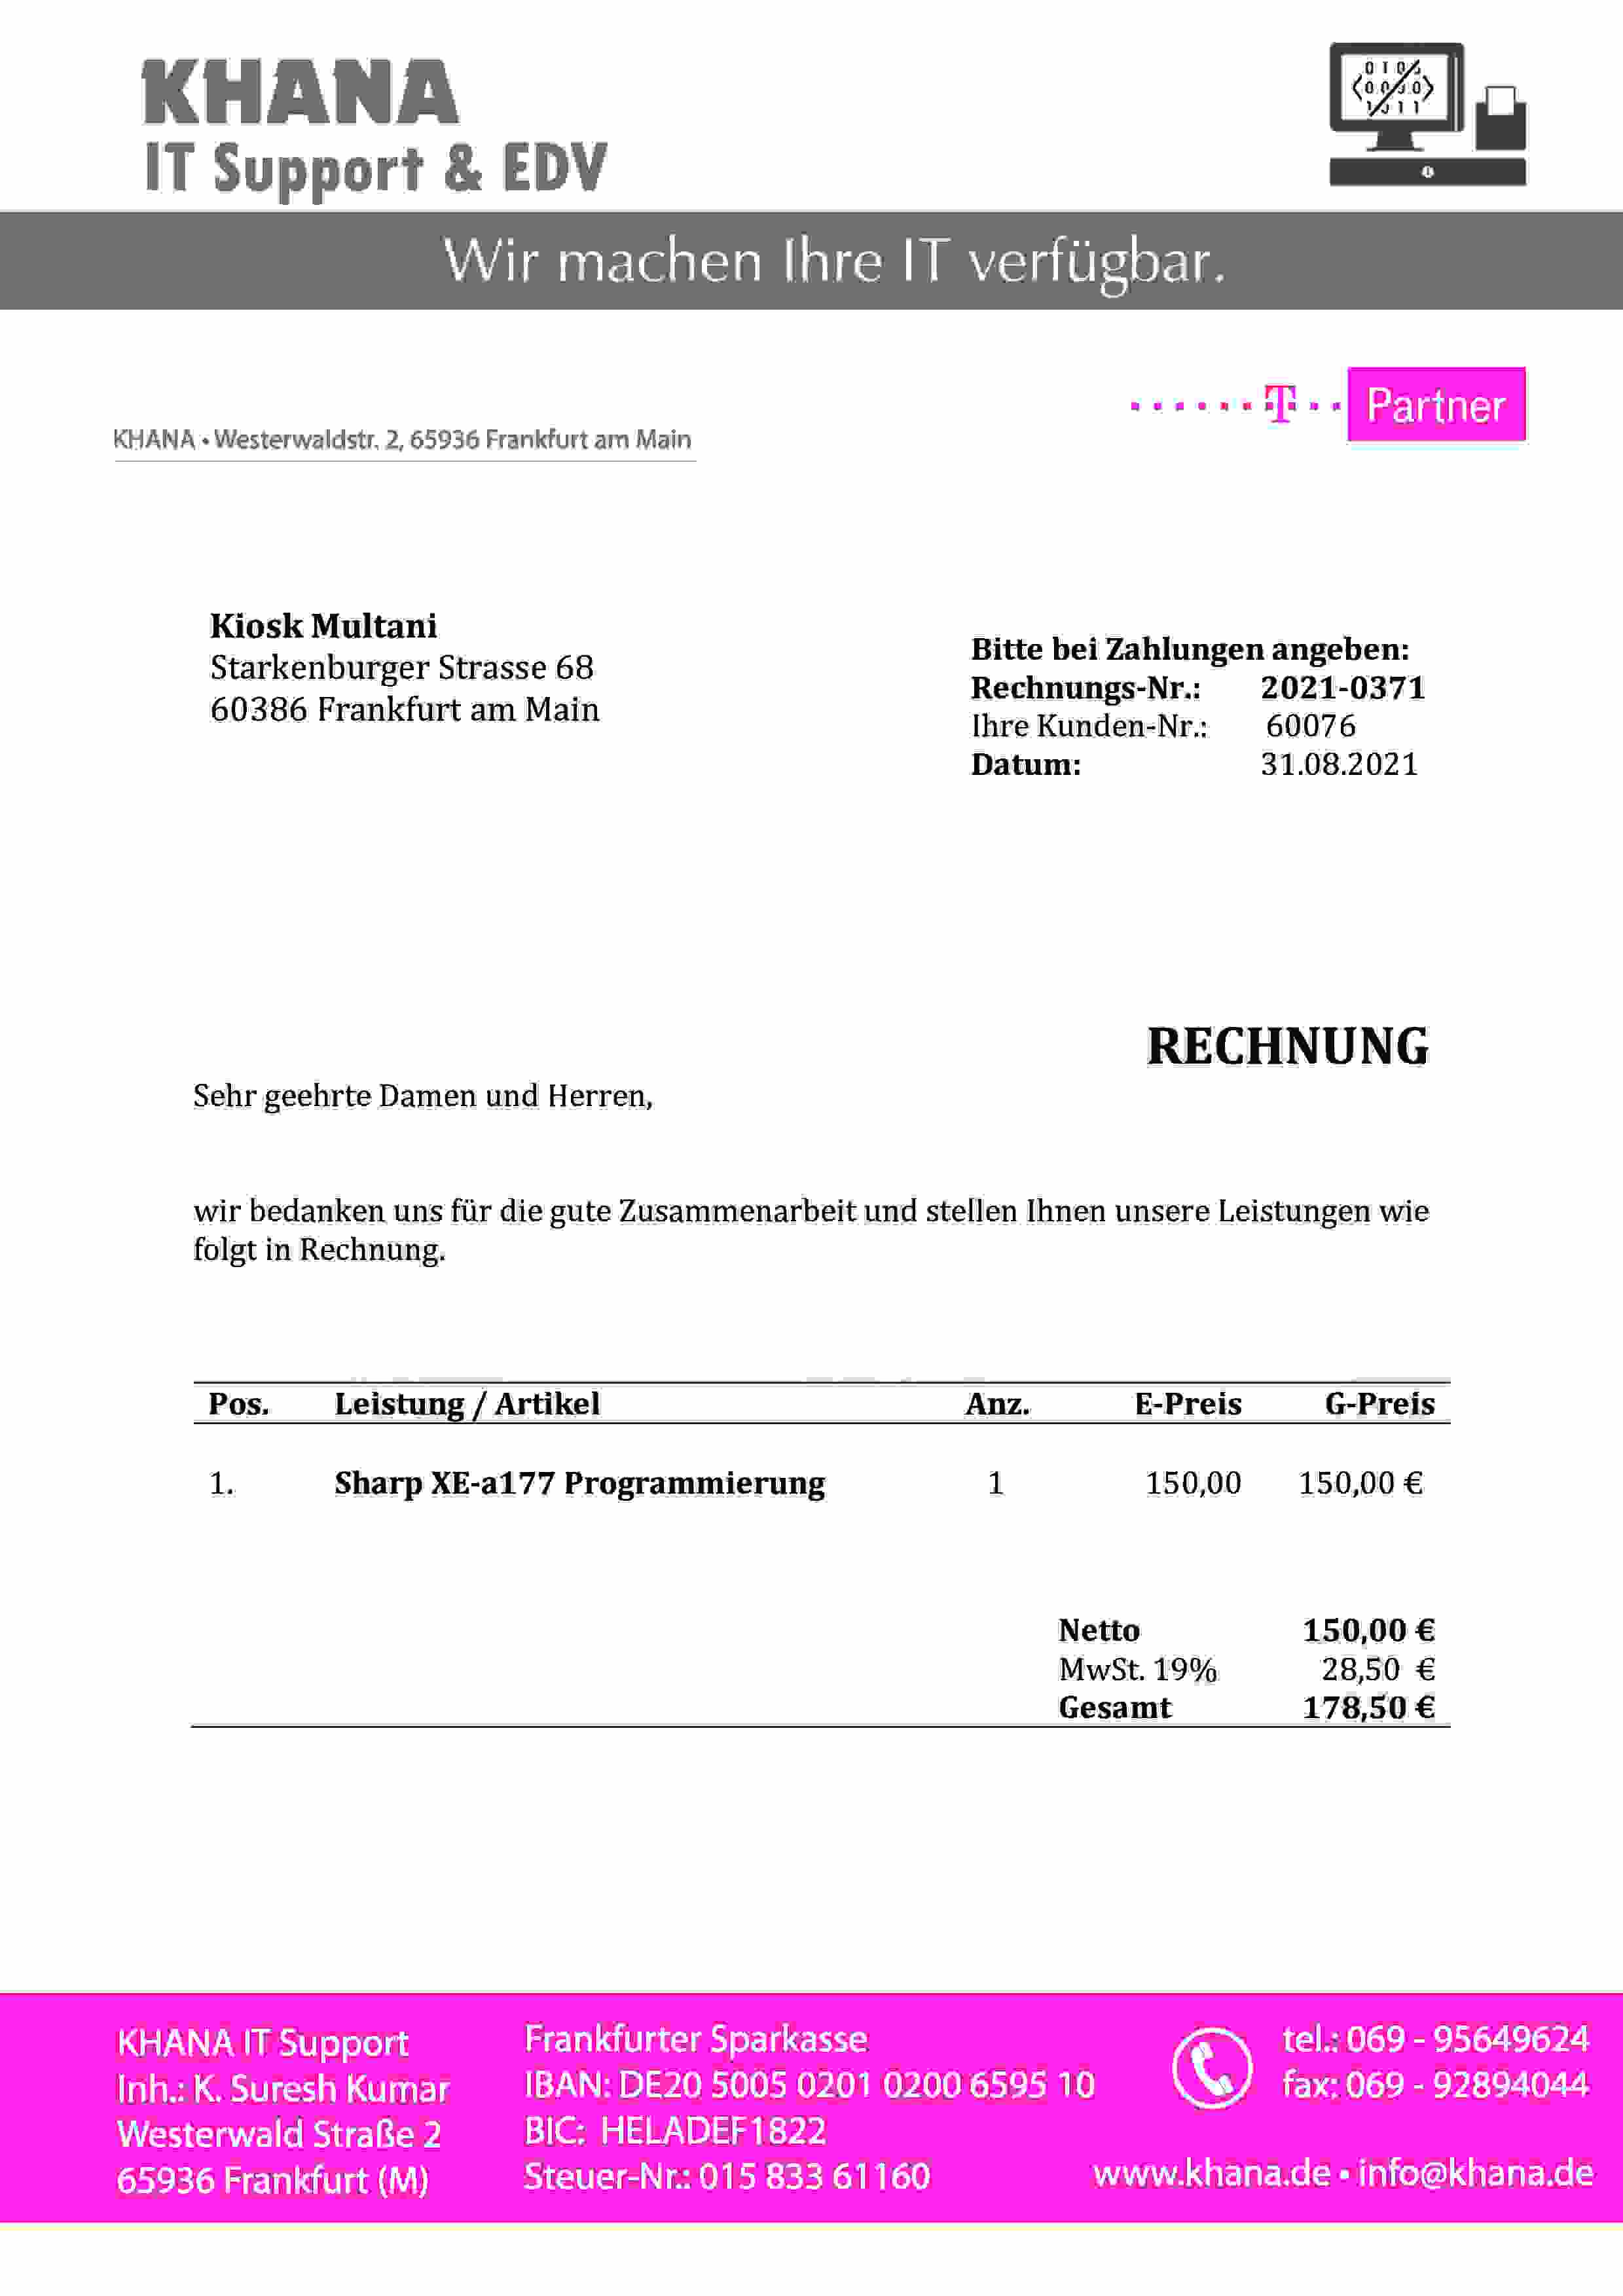 KHANA
IT Support & EDV
Wir machen Ihre IT verfügbar.
T Partner
KHANA • Westerwaldstr. 2, 65936 Frankfurt am Main
Kiosk Multani
Starkenburger Strasse 68
60386 Frankfurt am Main
Bitte bei Zahlungen angeben:
Rechnungs-Nr.: 2021-0371
Ihre Kunden-Nr.: 60076
Datum: 31.08.2021
RECHNUNG
Sehr geehrte Damen und Herren,
wir bedanken uns für die gute Zusammenarbeit und stellen Ihnen unsere Leistungen wie
folgt in Rechnung.
Pos. Leistung / Artikel Anz. E-Preis G-Preis
1. Sharp XE-a177 Programmierung 1 150,00 150,00 €
Netto 150,00 €
MwSt. 19% 28,50 €
Gesamt 178,50 €
KHANA IT Support
Inh.: K. Suresh Kumar
Westerwald Straße 2
65936 Frankfurt (M)
Frankfurter Sparkasse
IBAN: DE20 5005 0201 0200 6595 10
BIC: HELADEF1822
Steuer-Nr.: 015 833 61160
tel.: 069 - 95649624
fax: 069 - 92894044
www.khana.de • info@khana.de